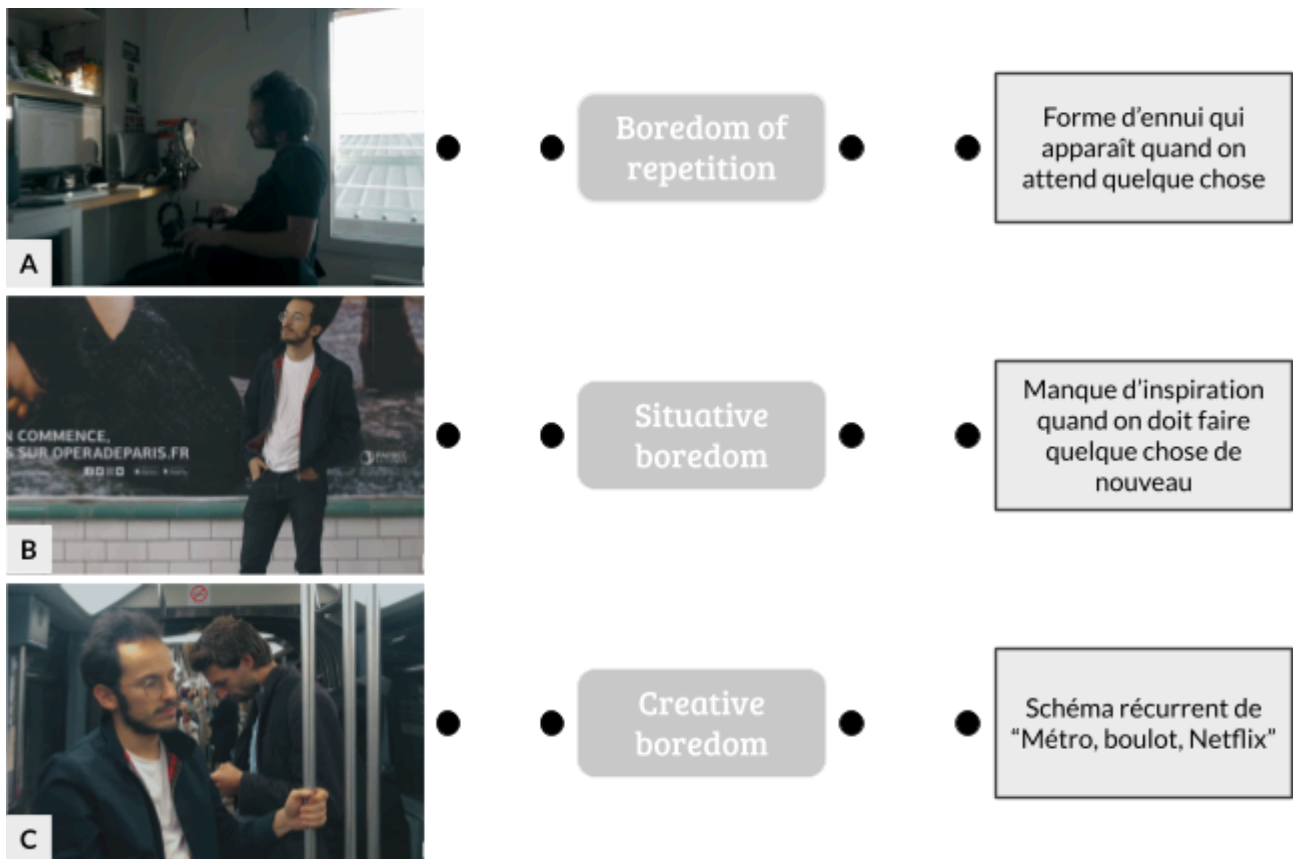 Boredom of
repetition
Forme d’ennui qui
apparaît quand on
attend quelque chose
A
N COMMENCE,
S SUR OPERADEPARIS.FR
Situative
boredom
Manque d’inspiration
quand on doit faire
quelque chose de
nouveau
B
Creative
boredom
Schéma récurrent de
“Métro, boulot, Netflix”
C